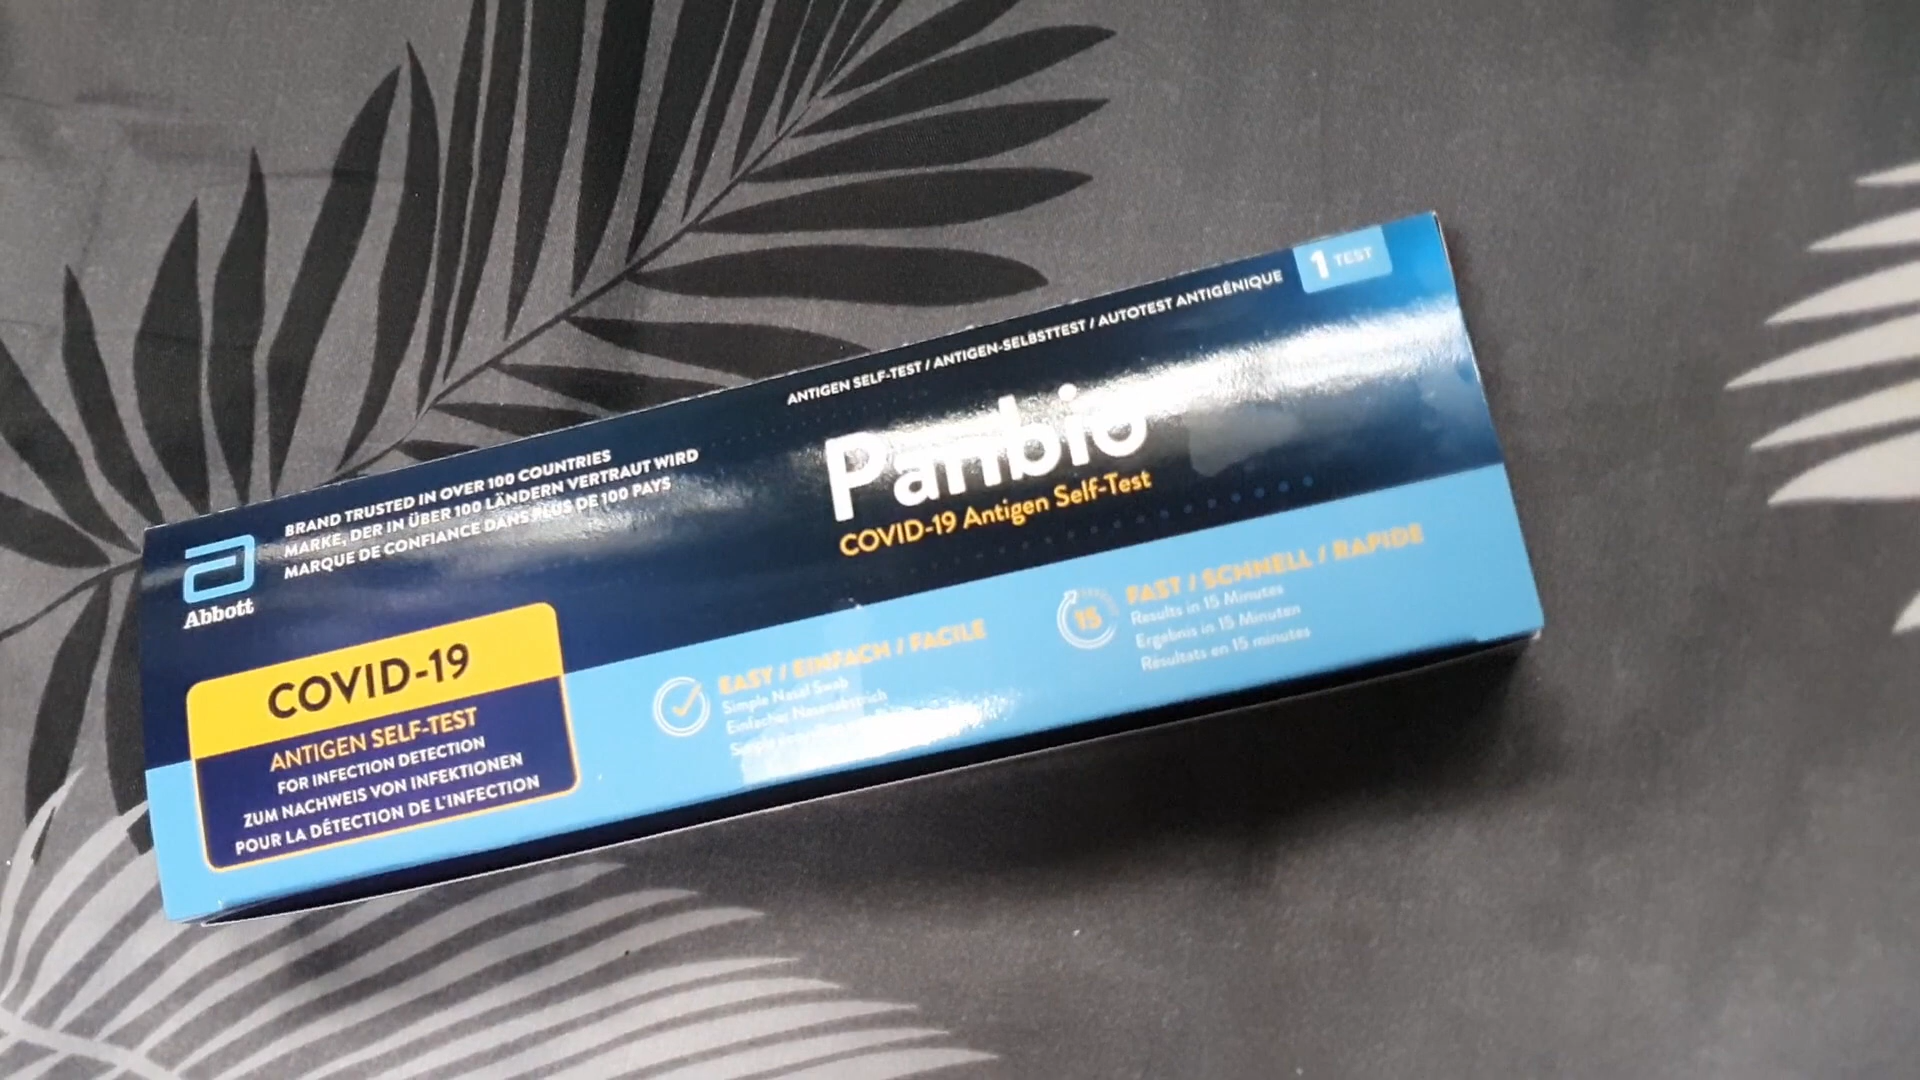 ANTIGEN SELF-TEST / ANTIGEN-SELBSTTEST / AUTOTEST ANTIGÉNIQUE
1 TEST
BRAND TRUSTED IN OVER 100 COUNTRIES
MARKE, DER IN ÜBER 100 LÄNDERN VERTRAUT WIRD
MARQUE DE CONFIANCE DANS PLUS DE 100 PAYS
Abbott
Panbio
COVID-19 Antigen Self-Test
COVID-19
ANTIGEN SELF-TEST
FOR INFECTION DETECTION
ZUM NACHWEIS VON INFEKTIONEN
POUR LA DÉTECTION DE L'INFECTION
EASY / EINFACH / FACILE
Simple Nasal Swab
Einfacher Nasenabstrich
15
FAST / SCHNELL / RAPIDE
Results in 15 Minutes
Ergebnis in 15 Minuten
Résultats en 15 minutes